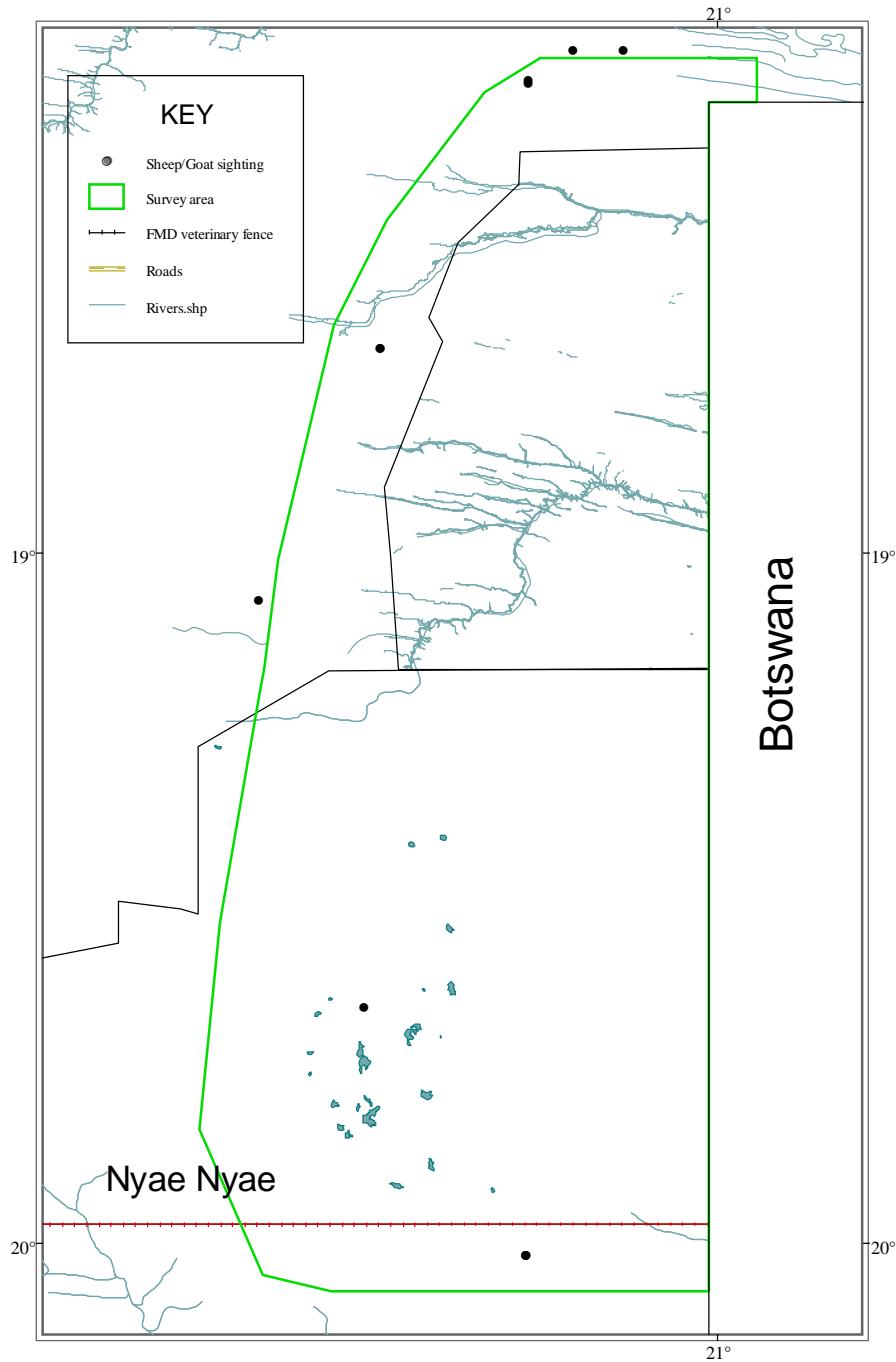 21°
KEY
Sheep/Goat sighting
Survey area
FMD veterinary fence
Roads
Rivers.shp
19°
19°
Botswana
Nyae Nyae
20°
20°
21°